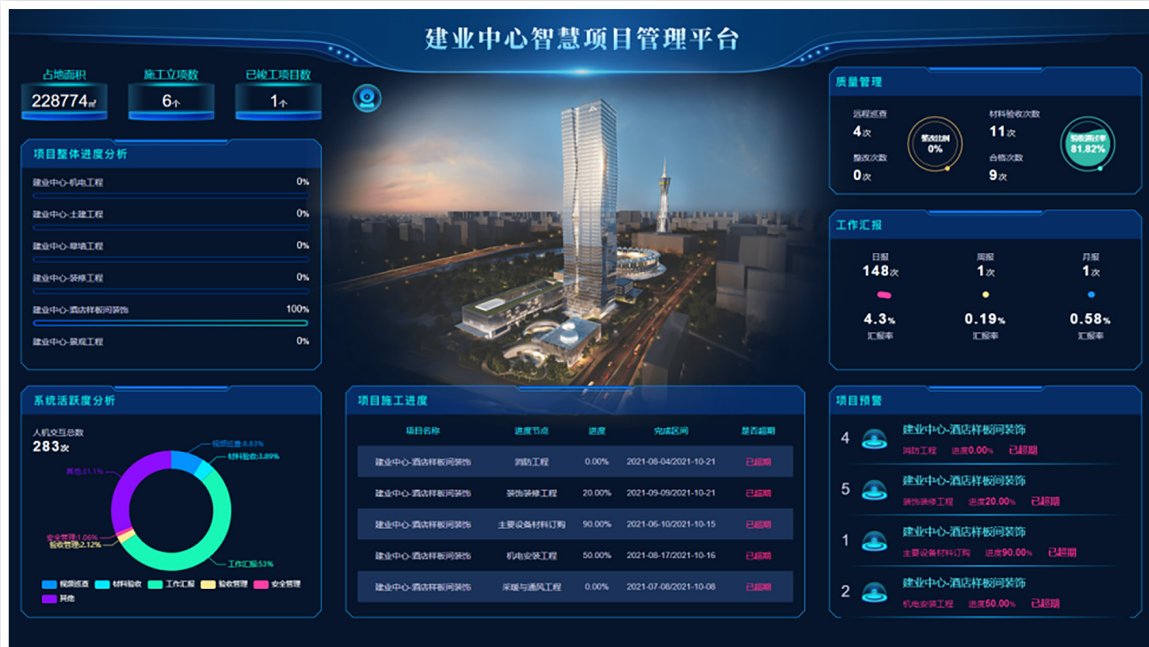 建业中心智慧项目管理平台
占地面积 施工立项数 已竣工项目数
228774㎡ 6个 1个
项目整体进度分析
建业中心-机电工程 0%
建业中心-土建工程 0%
建业中心-幕墙工程 0%
建业中心-装修工程 0%
建业中心-酒店样板间装饰 100%
建业中心-景观工程 0%
质量管理
远程巡查 材料验收次数
4次 11次
整改比例 0%
验收通过率 81.82%
整改次数 合格次数
0次 9次
工作汇报
日报 周报 月报
148次 1次 1次
4.3% 0.19% 0.58%
汇报率 汇报率 汇报率
系统活跃度分析
人机交互总数
283次
视频巡查:8.83%
材料验收:3.89%
其他:31.1%
安全管理:1.06%
验收管理:2.12%
工作汇报:53%
视频巡查 材料验收 工作汇报 验收管理 安全管理
其他
项目施工进度
项目名称 进度节点 进度 完成区间 是否超期
建业中心-酒店样板间装饰 消防工程 0.00% 2021-08-04/2021-10-21 已超期
建业中心-酒店样板间装饰 装饰装修工程 20.00% 2021-09-09/2021-10-21 已超期
建业中心-酒店样板间装饰 主要设备材料订购 90.00% 2021-06-10/2021-10-15 已超期
建业中心-酒店样板间装饰 机电安装工程 50.00% 2021-08-17/2021-10-16 已超期
建业中心-酒店样板间装饰 采暖与通风工程 0.00% 2021-07-08/2021-10-08 已超期
项目预警
4 建业中心-酒店样板间装饰
消防工程 进度0.00% 已超期
5 建业中心-酒店样板间装饰
装饰装修工程 进度20.00% 已超期
1 建业中心-酒店样板间装饰
主要设备材料订购 进度90.00% 已超期
2 建业中心-酒店样板间装饰
机电安装工程 进度50.00% 已超期